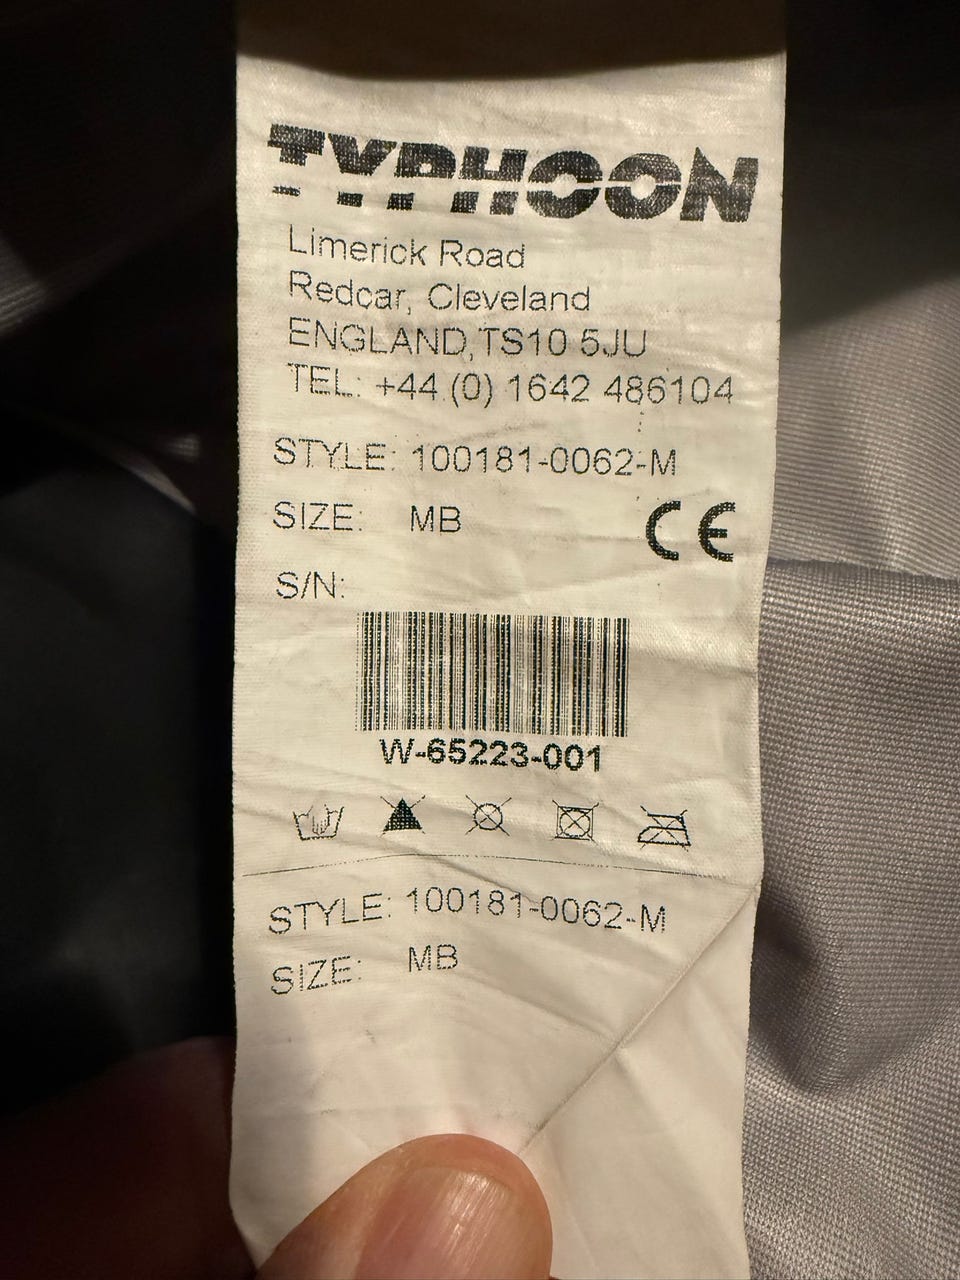 TYPHOON
Limerick Road
Redcar, Cleveland
ENGLAND, TS10 5JU
TEL: +44 (0) 1642 486104
STYLE: 100181-0062-M
SIZE: MB
CE
S/N:
W-65223-001
STYLE: 100181-0062-M
SIZE: MB